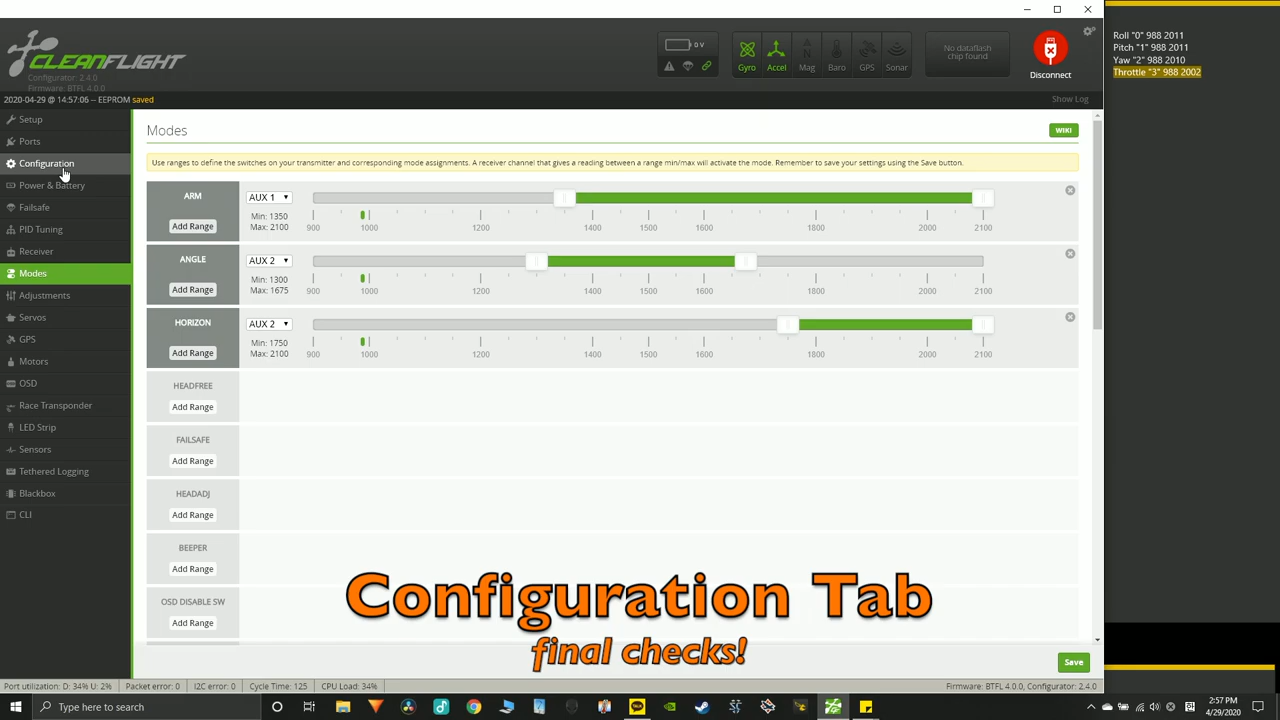 CLEANFLIGHT
Configurator: 2.4.0
Firmware: BTFL 4.0.0
0 V
Gyro
Accel
Mag
Baro
GPS
Sonar
No dataflash
chip found
Disconnect
Roll "0" 988 2011
Pitch "1" 988 2011
Yaw "2" 988 2010
Throttle "3" 988 2002
2020-04-29 @ 14:57:06 -- EEPROM saved
Show Log
Setup
Ports
Configuration
Power & Battery
Failsafe
PID Tuning
Receiver
Modes
Adjustments
Servos
GPS
Motors
OSD
Race Transponder
LED Strip
Sensors
Tethered Logging
Blackbox
CLI
Modes
WIKI
Use ranges to define the switches on your transmitter and corresponding mode assignments. A receiver channel that gives a reading between a range min/max will activate the mode. Remember to save your settings using the Save button.
ARM
Add Range
AUX 1
Min: 1350
Max: 2100
900 1000 1200 1400 1500 1600 1800 2000 2100
ANGLE
Add Range
AUX 2
Min: 1300
Max: 1675
900 1000 1200 1400 1500 1600 1800 2000 2100
HORIZON
Add Range
AUX 2
Min: 1750
Max: 2100
900 1000 1200 1400 1500 1600 1800 2000 2100
HEADFREE
Add Range
FAILSAFE
Add Range
HEADADJ
Add Range
BEEPER
Add Range
OSD DISABLE SW
Add Range
Configuration Tab
final checks!
Save
Port utilization: D: 34% U: 2%
Packet error: 0
I2C error: 0
Cycle Time: 125
CPU Load: 34%
Firmware: BTFL 4.0.0, Configurator: 2.4.0
Type here to search
2:57 PM
4/29/2020